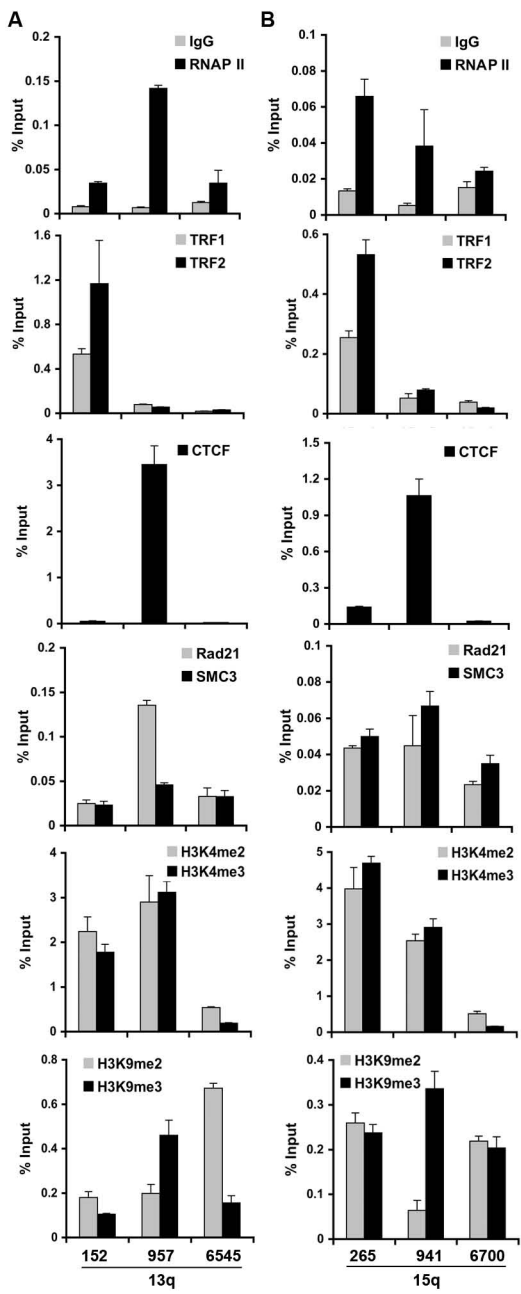 A
0.2
0.15
0.1
0.05
0
% Input
IgG
RNAP II
1.6
1.2
0.8
0.4
0
% Input
TRF1
TRF2
4
3
2
1
0
% Input
CTCF
0.2
0.15
0.1
0.05
0
% Input
Rad21
SMC3
4
3
2
1
0
% Input
H3K4me2
H3K4me3
0.8
0.6
0.4
0.2
0
% Input
H3K9me2
H3K9me3
152 957 6545
13q
B
0.1
0.08
0.06
0.04
0.02
0
% Input
IgG
RNAP II
0.6
0.4
0.2
0
% Input
TRF1
TRF2
1.5
1.2
0.9
0.6
0.3
0
% Input
CTCF
0.1
0.08
0.06
0.04
0.02
0
% Input
Rad21
SMC3
5
4
3
2
1
0
% Input
H3K4me2
H3K4me3
0.4
0.3
0.2
0.1
0
% Input
H3K9me2
H3K9me3
265 941 6700
15q